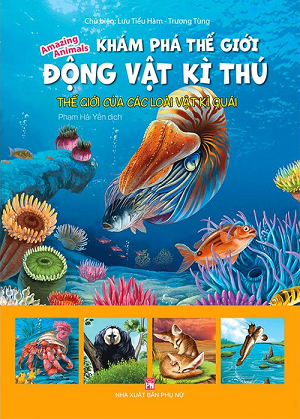 Chủ biên: Lưu Tiểu Hàm - Trương Tùng
Amazing
Animals
KHÁM PHÁ THẾ GIỚI
ĐỘNG VẬT KÌ THÚ
THẾ GIỚI CỦA CÁC LOÀI VẬT KÌ QUÁI
Phạm Hải Yến dịch
PN
NHÀ XUẤT BẢN PHỤ NỮ